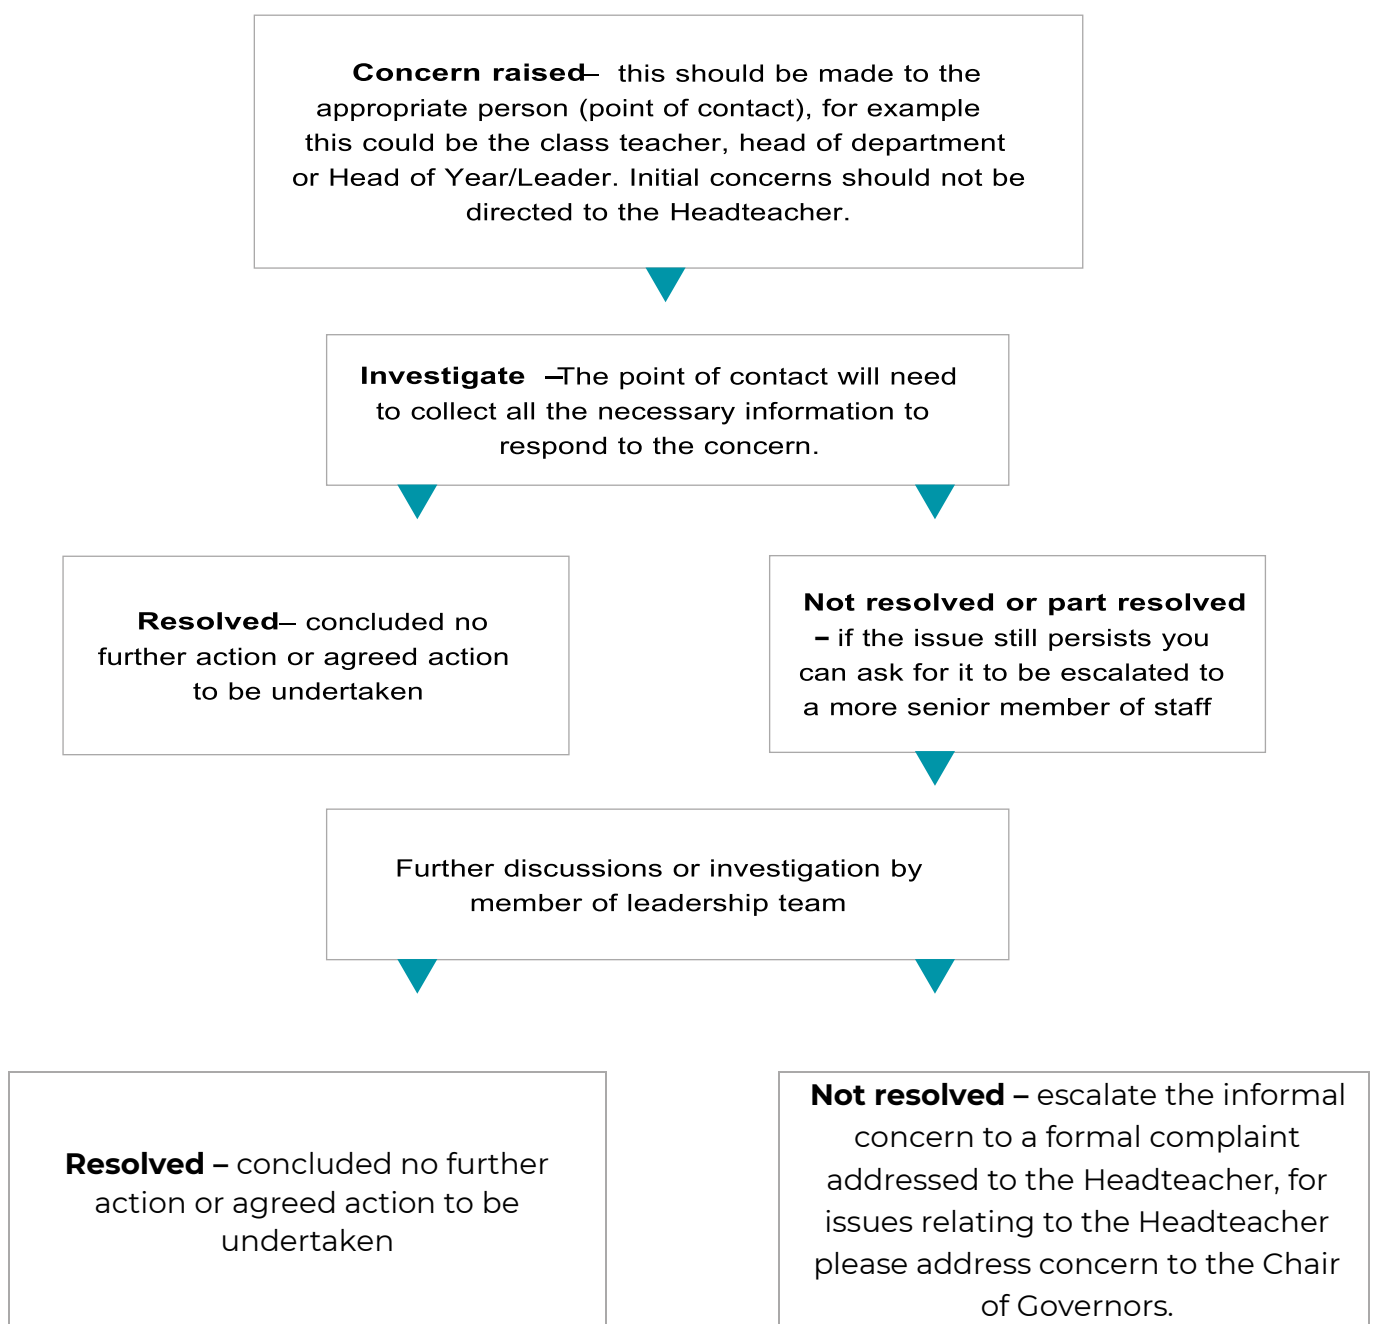 Concern raised– this should be made to the
appropriate person (point of contact), for example
this could be the class teacher, head of department
or Head of Year/Leader. Initial concerns should not be
directed to the Headteacher.
Investigate –The point of contact will need
to collect all the necessary information to
respond to the concern.
Resolved– concluded no
further action or agreed action
to be undertaken
Not resolved or part resolved
– if the issue still persists you
can ask for it to be escalated to
a more senior member of staff
Further discussions or investigation by
member of leadership team
Resolved – concluded no further
action or agreed action to be
undertaken
Not resolved – escalate the informal
concern to a formal complaint
addressed to the Headteacher, for
issues relating to the Headteacher
please address concern to the Chair
of Governors.